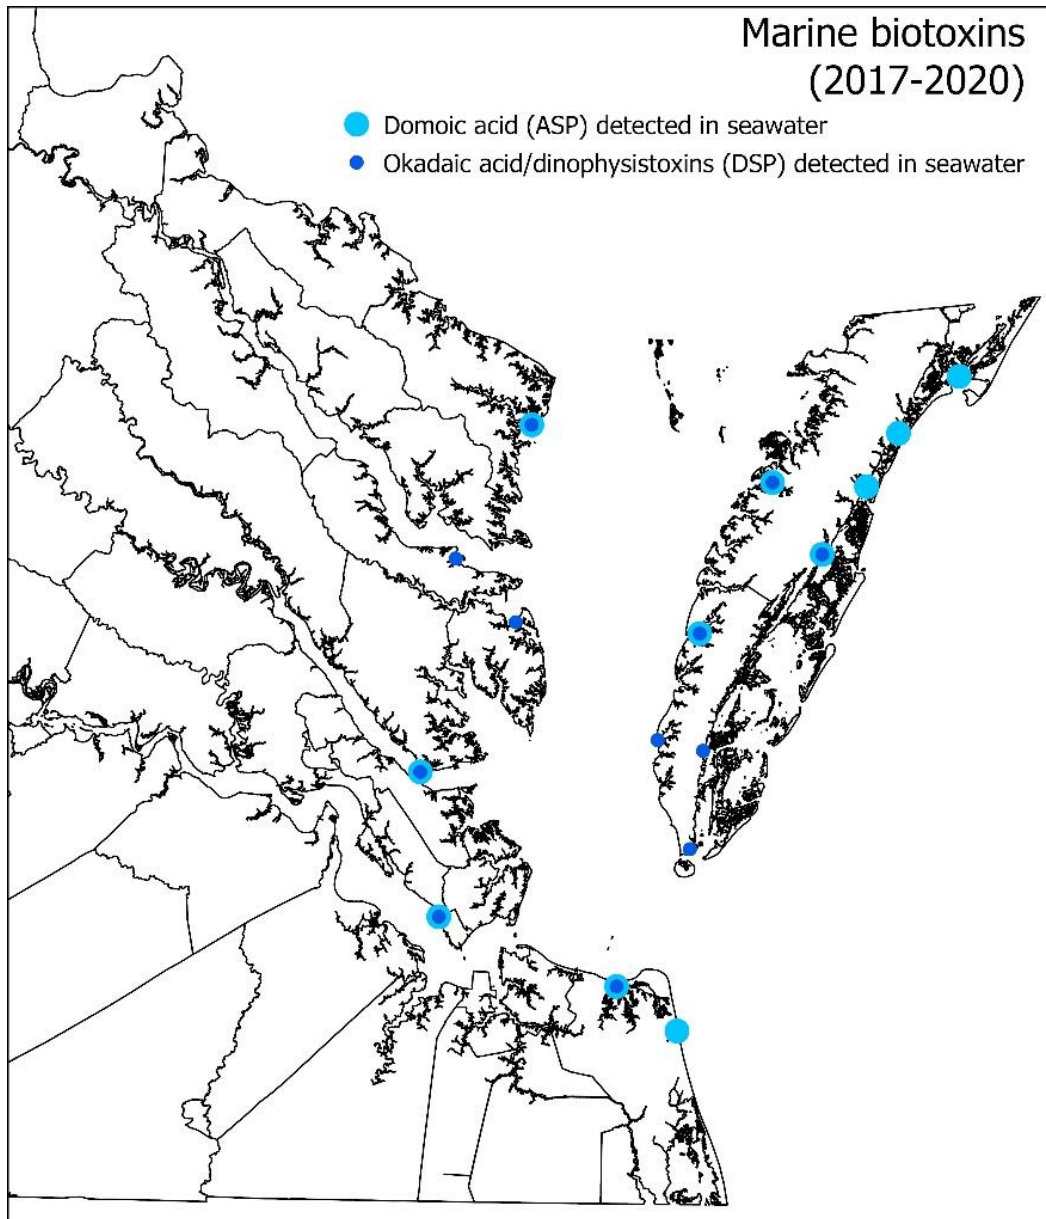 Marine biotoxins
(2017-2020)
Domoic acid (ASP) detected in seawater
Okadaic acid/dinophysistoxins (DSP) detected in seawater